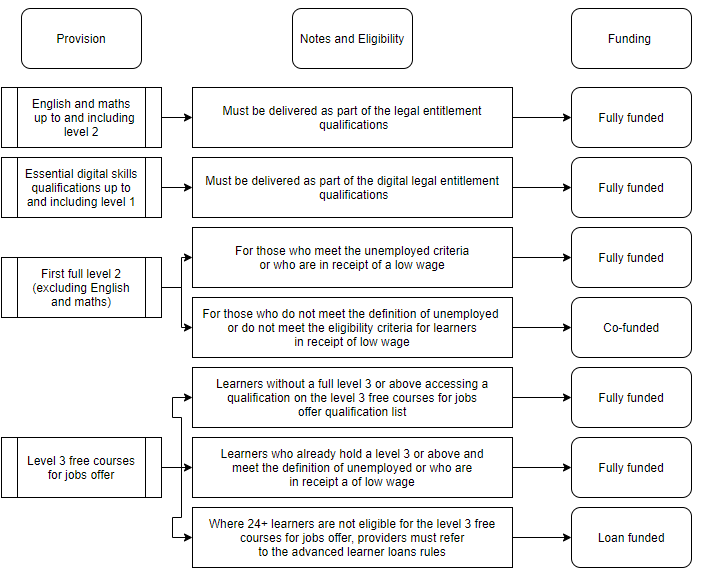 Provision
Notes and Eligibility
Funding
English and maths
up to and including
level 2
Must be delivered as part of the legal entitlement
qualifications
Fully funded
Essential digital skills
qualifications up to
and including level 1
Must be delivered as part of the digital legal entitlement
qualifications
Fully funded
First full level 2
(excluding English
and maths)
For those who meet the unemployed criteria
or who are in receipt of a low wage
Fully funded
For those who do not meet the definition of unemployed
or do not meet the eligibility criteria for learners
in receipt of low wage
Co-funded
Level 3 free courses
for jobs offer
Learners without a full level 3 or above accessing a
qualification on the level 3 free courses for jobs
offer qualification list
Fully funded
Learners who already hold a level 3 or above and
meet the definition of unemployed or who are
in receipt a of low wage
Fully funded
Where 24+ learners are not eligible for the level 3 free
courses for jobs offer, providers must refer
to the advanced learner loans rules
Loan funded